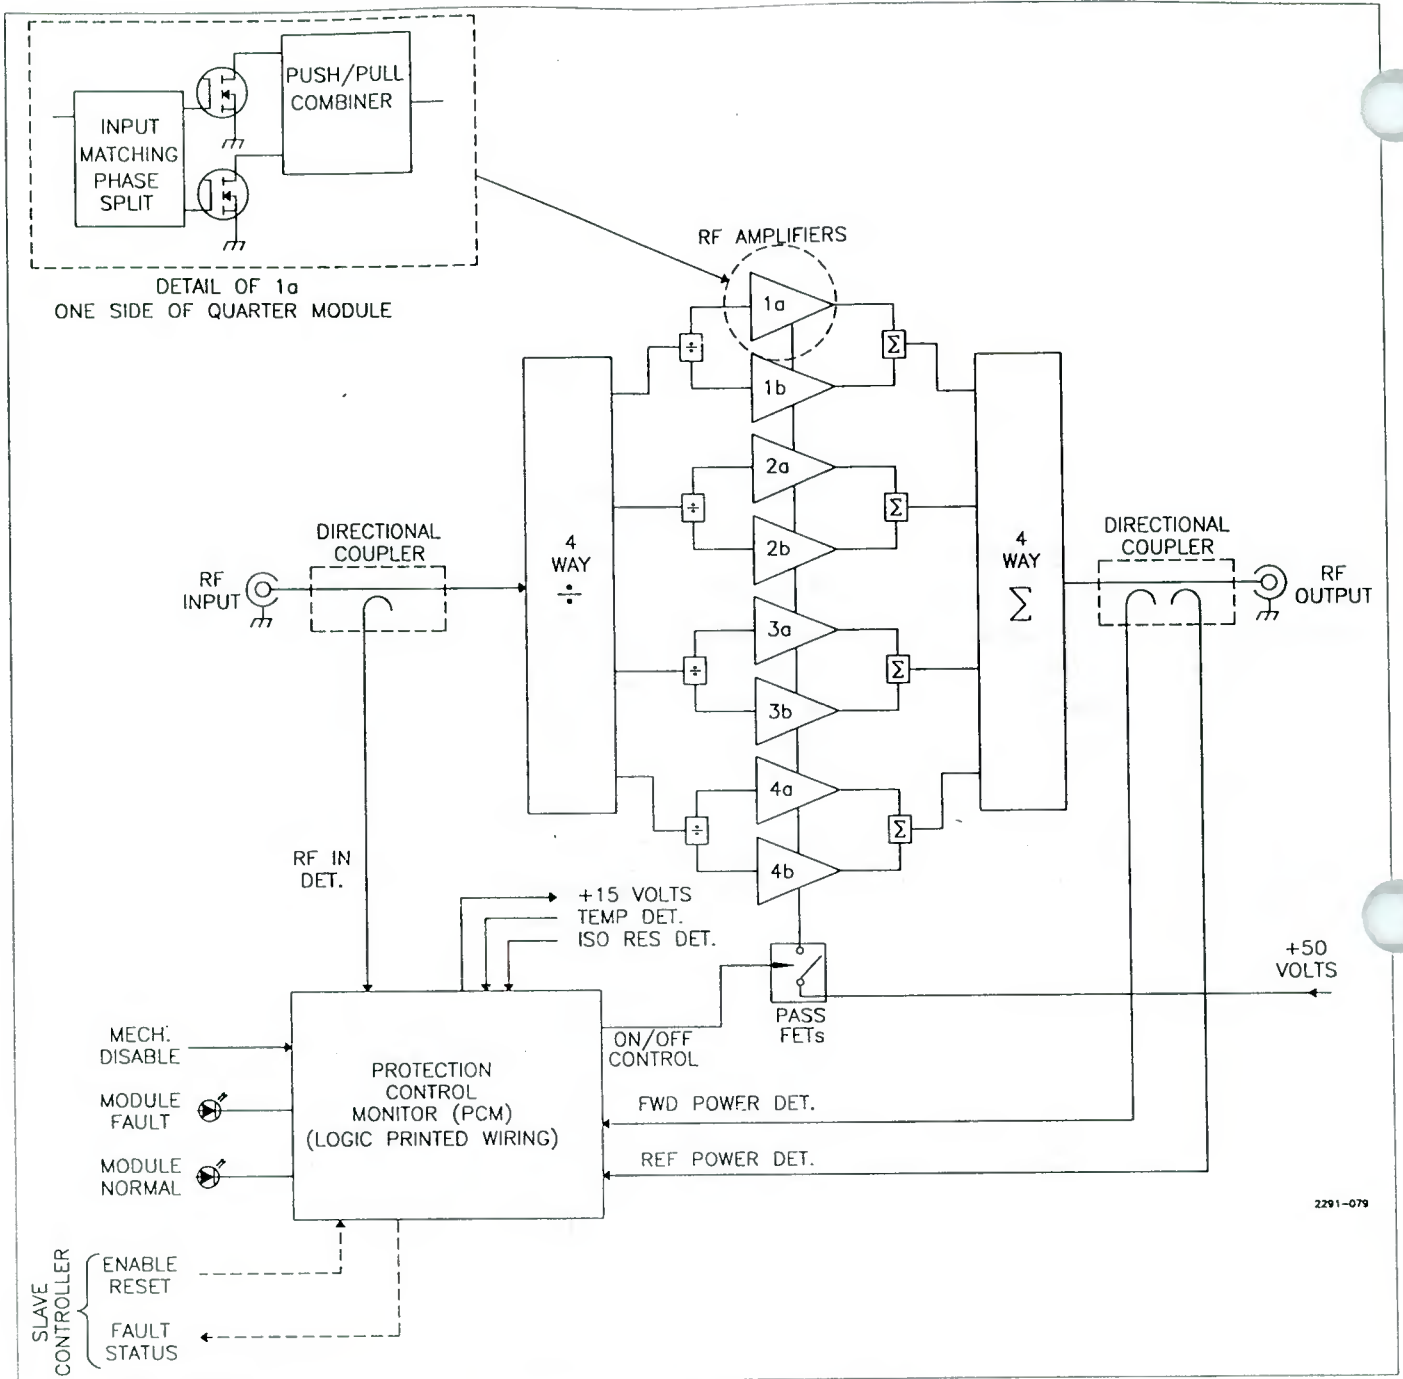 INPUT
MATCHING
PHASE
SPLIT
PUSH/PULL
COMBINER
DETAIL OF 1a
ONE SIDE OF QUARTER MODULE
RF AMPLIFIERS
1a
1b
2a
2b
3a
3b
4a
4b
÷
÷
÷
÷
Σ
Σ
Σ
Σ
RF
INPUT
DIRECTIONAL
COUPLER
4
WAY
÷
4
WAY
Σ
DIRECTIONAL
COUPLER
RF
OUTPUT
RF IN
DET.
+15 VOLTS
TEMP DET.
ISO RES DET.
+50
VOLTS
PASS
FETs
ON/OFF
CONTROL
MECH.
DISABLE
MODULE
FAULT
MODULE
NORMAL
PROTECTION
CONTROL
MONITOR (PCM)
(LOGIC PRINTED WIRING)
FWD POWER DET.
REF POWER DET.
2291-079
SLAVE
CONTROLLER
ENABLE
RESET
FAULT
STATUS